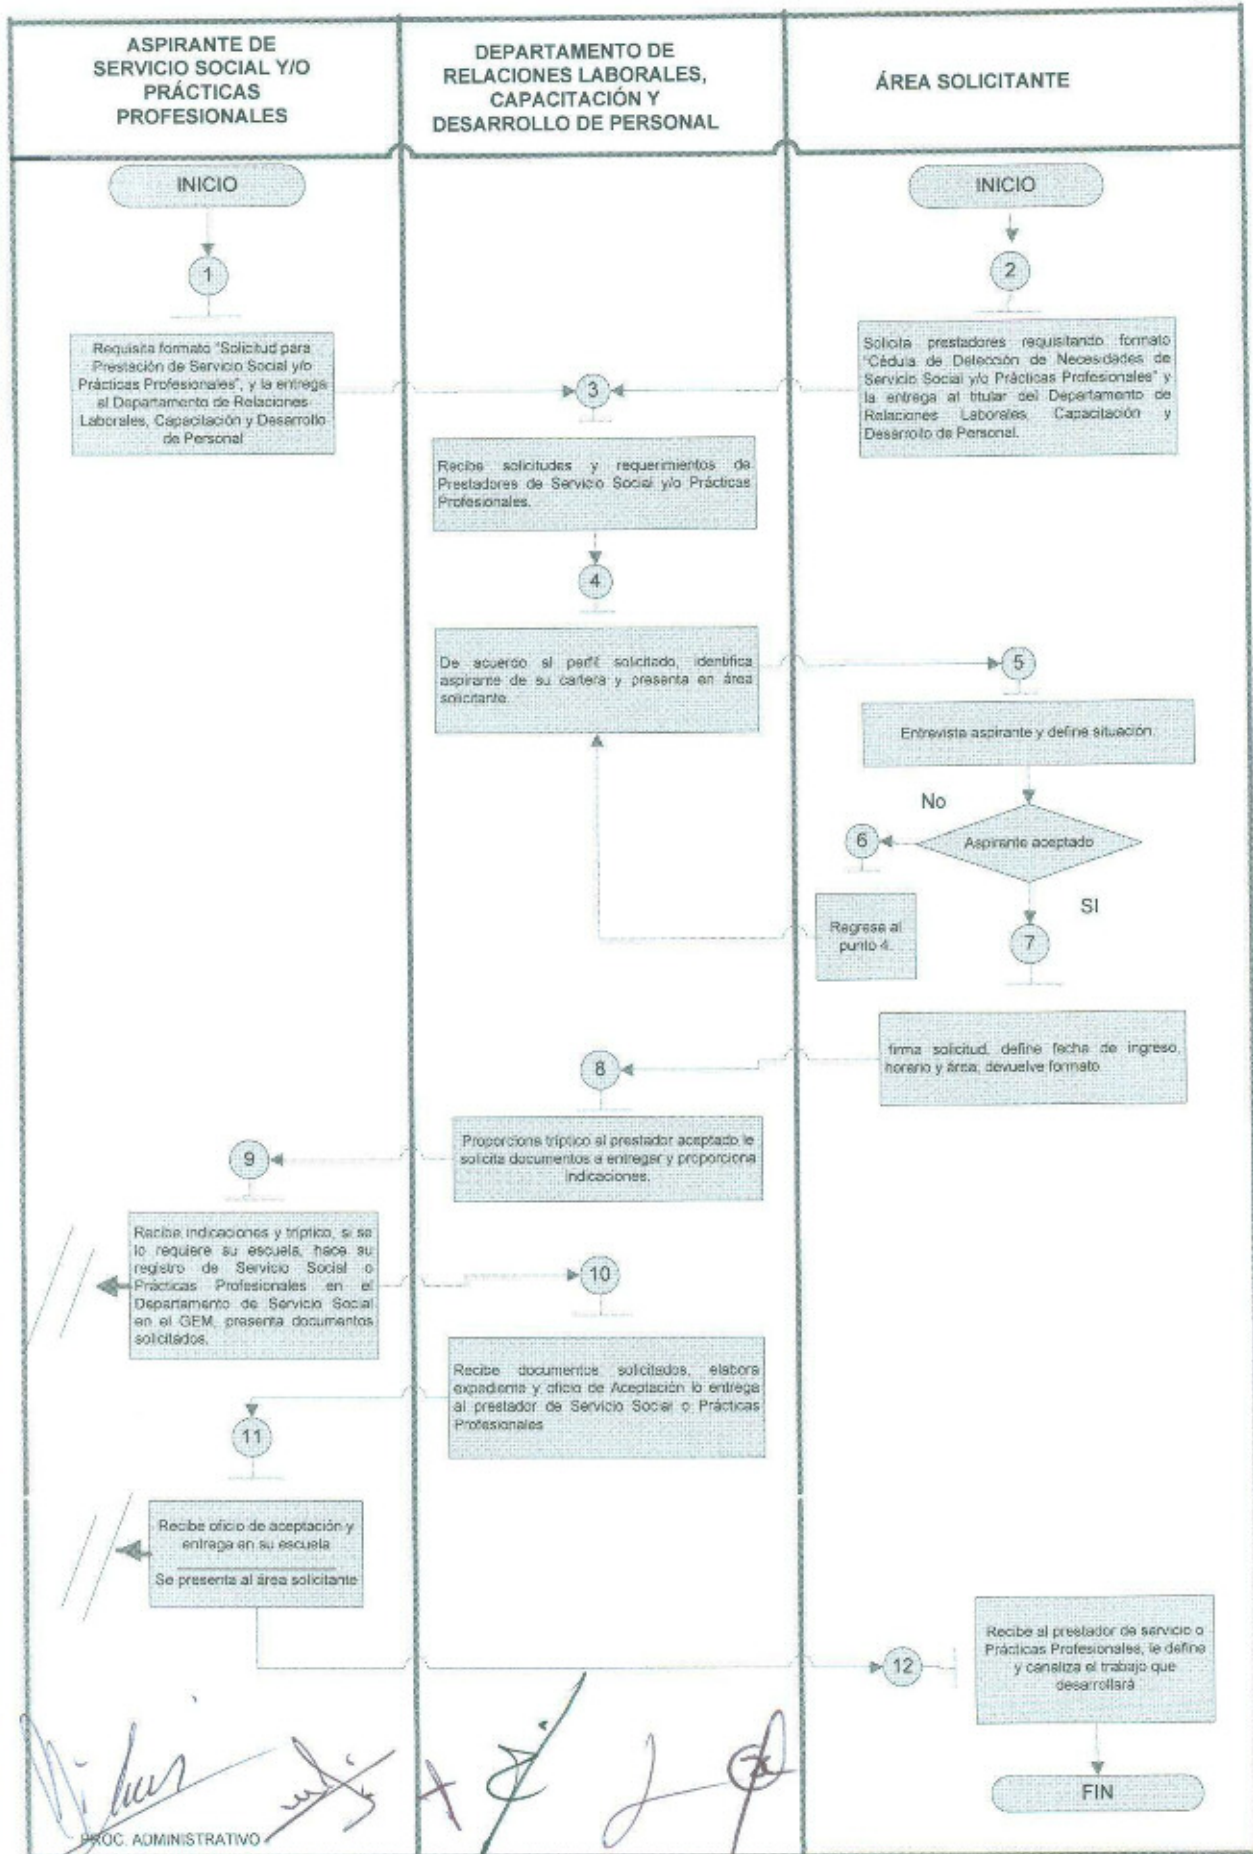 ASPIRANTE DE
SERVICIO SOCIAL Y/O
PRÁCTICAS
PROFESIONALES
DEPARTAMENTO DE
RELACIONES LABORALES,
CAPACITACIÓN Y
DESARROLLO DE PERSONAL
ÁREA SOLICITANTE
INICIO
INICIO
1
2
Requisita formato "Solicitud para
Prestación de Servicio Social y/o
Prácticas Profesionales", y la entrega
al Departamento de Relaciones
Laborales, Capacitación y Desarrollo
de Personal
Solicita prestadores requisitando formato
"Cédula de Detección de Necesidades de
Servicio Social y/o Prácticas Profesionales" y
la entrega al titular del Departamento de
Relaciones Laborales, Capacitación y
Desarrollo de Personal.
3
Recibe solicitudes y requerimientos de
Prestadores de Servicio Social y/o Prácticas
Profesionales.
4
De acuerdo al perfil solicitado, identifica
aspirante de su cartera y presenta en área
solicitante.
5
Entrevista aspirante y define situación
No
6
Aspirante aceptado
SI
Regresa al
punto 4.
7
firma solicitud, define fecha de ingreso,
horario y área, devuelve formato
8
Proporciona tríptico al prestador aceptado le
solicita documentos a entregar y proporciona
indicaciones.
9
Recibe indicaciones y tríptico, si se
lo requiere su escuela, hace su
registro de Servicio Social o
Prácticas Profesionales en el
Departamento de Servicio Social
en el GEM, presenta documentos
solicitados.
10
Recibe documentos solicitados, elabora
expediente y oficio de Aceptación lo entrega
al prestador de Servicio Social o Prácticas
Profesionales
11
Recibe oficio de aceptación y
entrega en su escuela
Se presenta al área solicitante
12
Recibe al prestador de servicio o
Prácticas Profesionales, le define
y canaliza el trabajo que
desarrollará
FIN
PROC. ADMINISTRATIVO